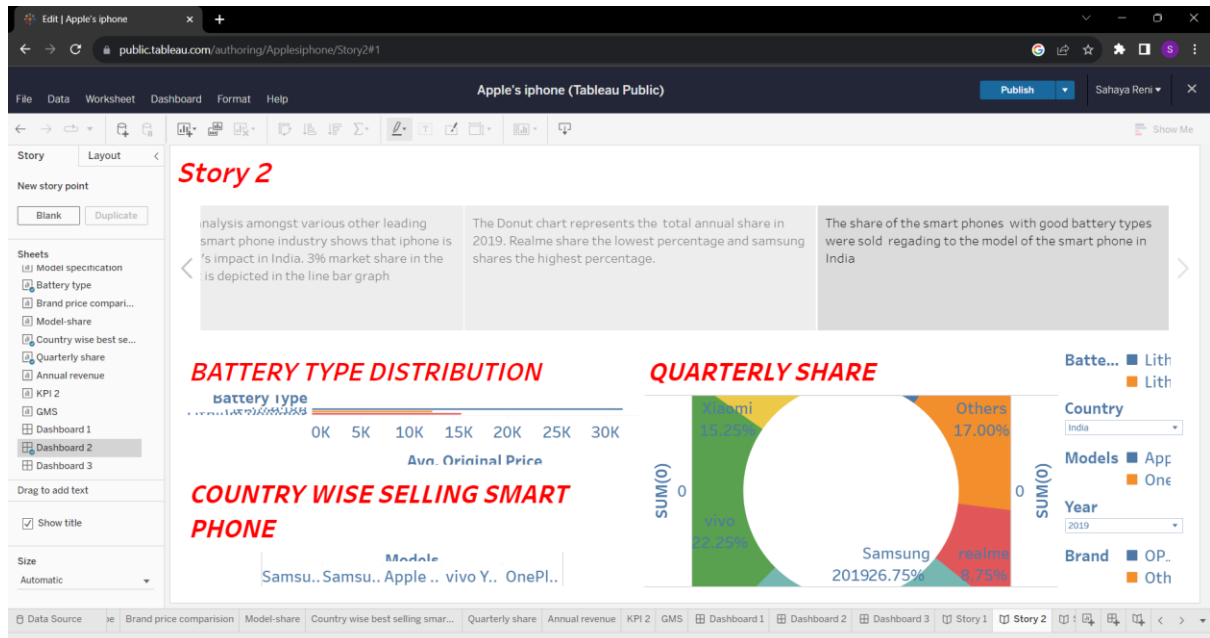 Edit | Apple's iphone
public.tableau.com/authoring/Applesiphone/Story2#1
S
Apple's iphone (Tableau Public)
File Data Worksheet Dashboard Format Help
Publish
Sahaya Reni
Show Me
Story Layout
New story point
Blank Duplicate
Sheets
Model specification
Battery type
Brand price compari...
Model-share
Country wise best se...
Quarterly share
Annual revenue
KPI 2
GMS
Dashboard 1
Dashboard 2
Dashboard 3
Drag to add text
Show title
Size
Automatic
Story 2
analysis amongst various other leading
smart phone industry shows that iphone is
's impact in India. 3% market share in the
is depicted in the line bar graph
The Donut chart represents the total annual share in
2019. Realme share the lowest percentage and samsung
shares the highest percentage.
The share of the smart phones with good battery types
were sold regading to the model of the smart phone in
India
BATTERY TYPE DISTRIBUTION
Battery Type
0K 5K 10K 15K 20K 25K 30K
Avg. Original Price
COUNTRY WISE SELLING SMART
PHONE
Models
Samsu.. Samsu.. Apple .. vivo Y.. OnePl..
QUARTERLY SHARE
Xiaomi
15.25%
Others
17.00%
SUM(0)
0
vivo
22.25%
Samsung
201926.75%
realme
8.75%
0
SUM(0)
Batte... Lith
Lith
Country
India
Models App
One
Year
2019
Brand OP..
Oth
Data Source Brand price comparision Model-share Country wise best selling smar... Quarterly share Annual revenue KPI 2 GMS Dashboard 1 Dashboard 2 Dashboard 3 Story 1 Story 2